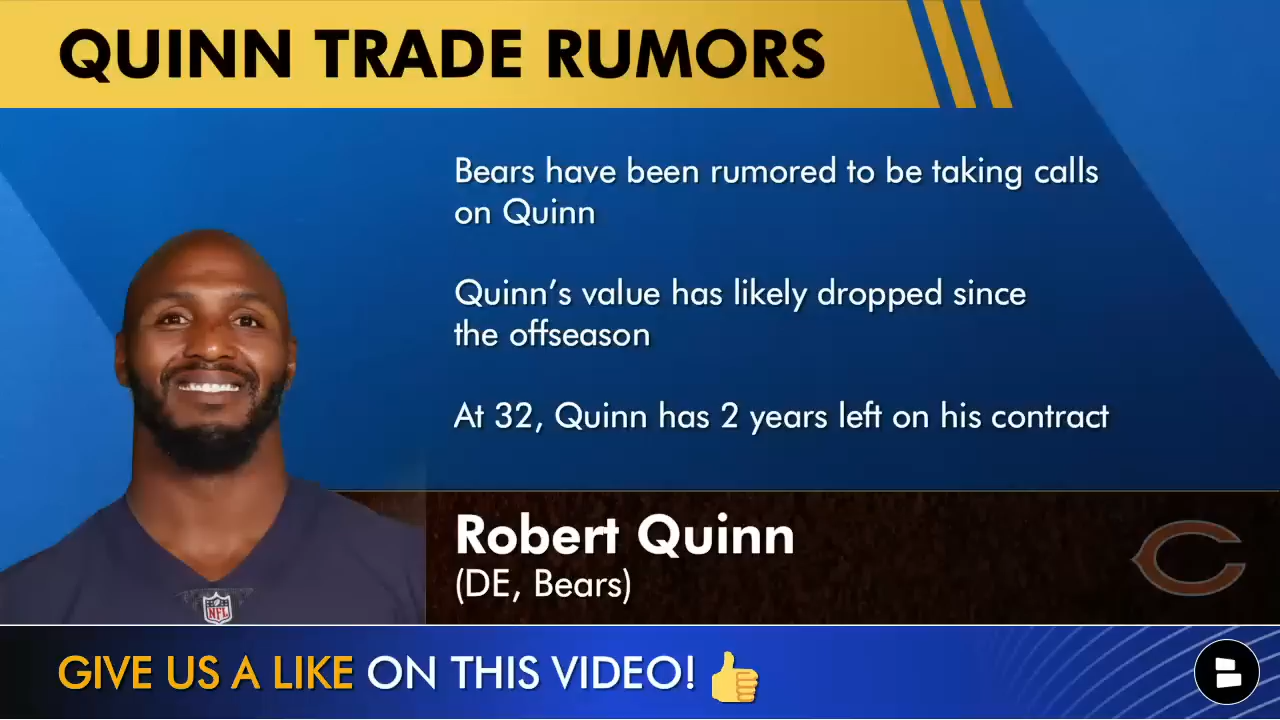 QUINN TRADE RUMORS
Bears have been rumored to be taking calls
on Quinn
Quinn’s value has likely dropped since
the offseason
At 32, Quinn has 2 years left on his contract
Robert Quinn
(DE, Bears)
NFL
GIVE US A LIKE ON THIS VIDEO!